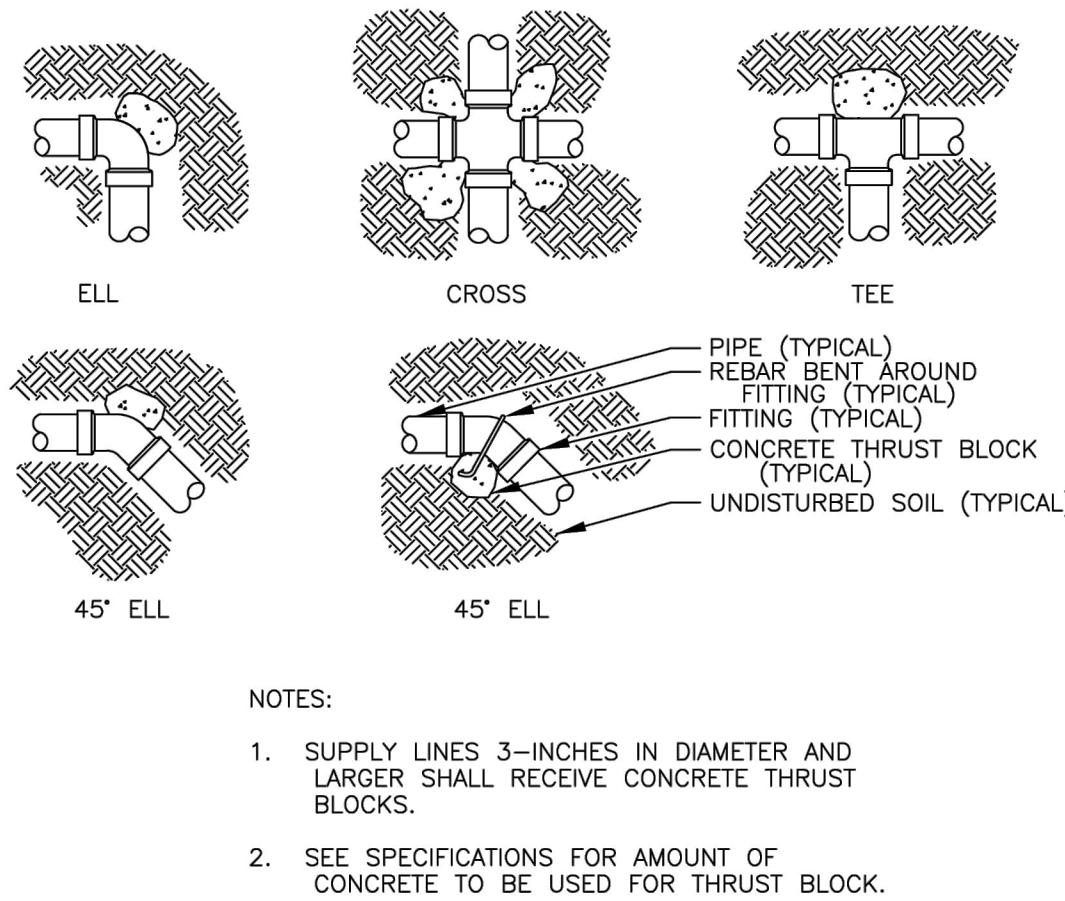 ELL
CROSS
TEE
PIPE (TYPICAL)
REBAR BENT AROUND
FITTING (TYPICAL)
FITTING (TYPICAL)
CONCRETE THRUST BLOCK
(TYPICAL)
UNDISTURBED SOIL (TYPICAL)
45° ELL
45° ELL
NOTES:
1. SUPPLY LINES 3-INCHES IN DIAMETER AND
LARGER SHALL RECEIVE CONCRETE THRUST
BLOCKS.
2. SEE SPECIFICATIONS FOR AMOUNT OF
CONCRETE TO BE USED FOR THRUST BLOCK.